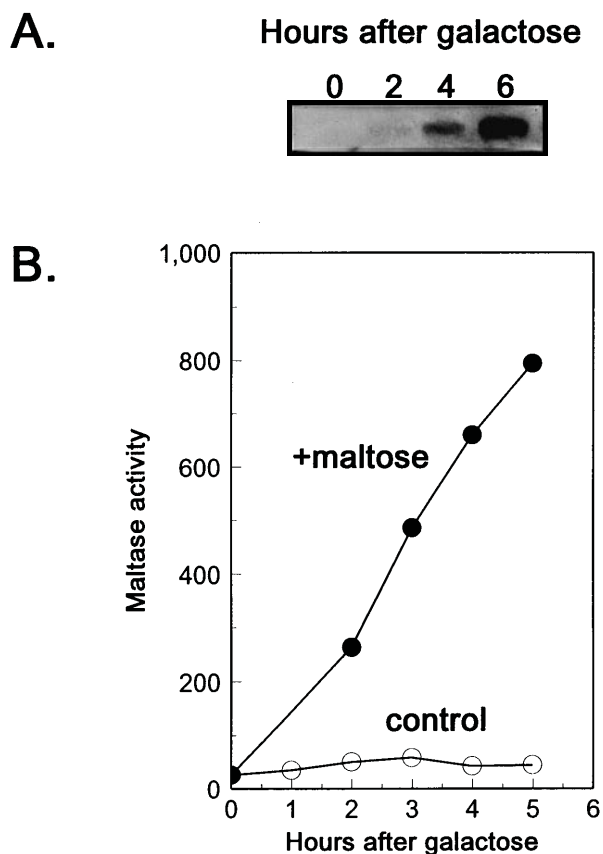 A.
Hours after galactose
0 2 4 6
B.
1,000
800
600
400
200
0
Maltase activity
+maltose
control
0 1 2 3 4 5 6
Hours after galactose